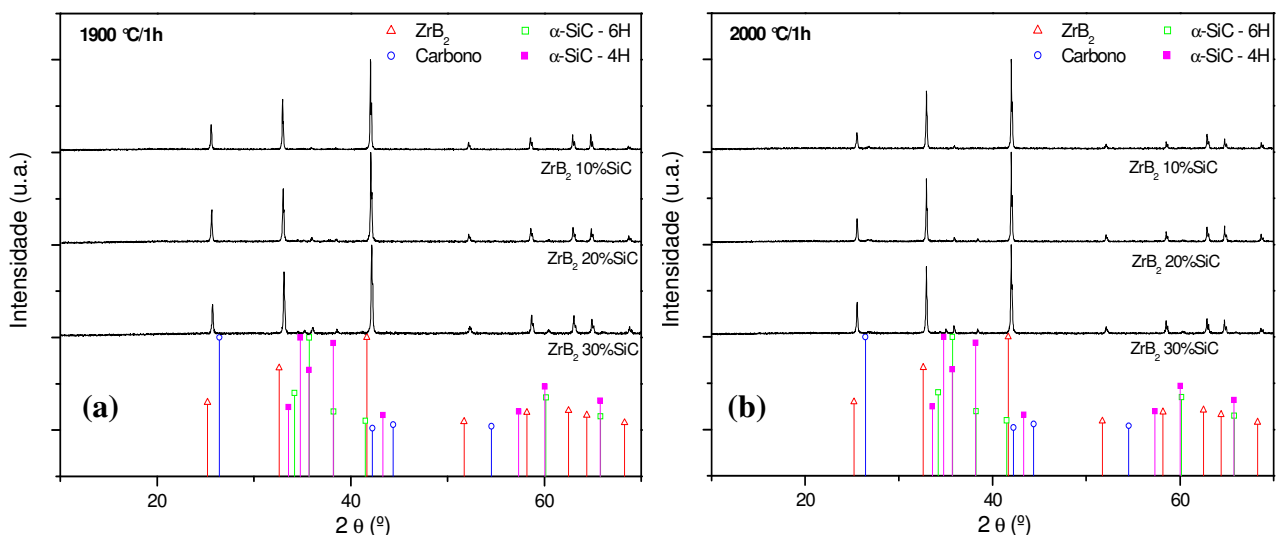 1900 °C/1h
ZrB2
Carbono
α-SiC - 6H
α-SiC - 4H
ZrB2 10%SiC
ZrB2 20%SiC
ZrB2 30%SiC
Intensidade (u.a.)
(a)
20 40 60
2 θ (º)
2000 °C/1h
ZrB2
Carbono
α-SiC - 6H
α-SiC - 4H
ZrB2 10%SiC
ZrB2 20%SiC
ZrB2 30%SiC
Intensidade (u.a.)
(b)
20 40 60
2 θ (º)